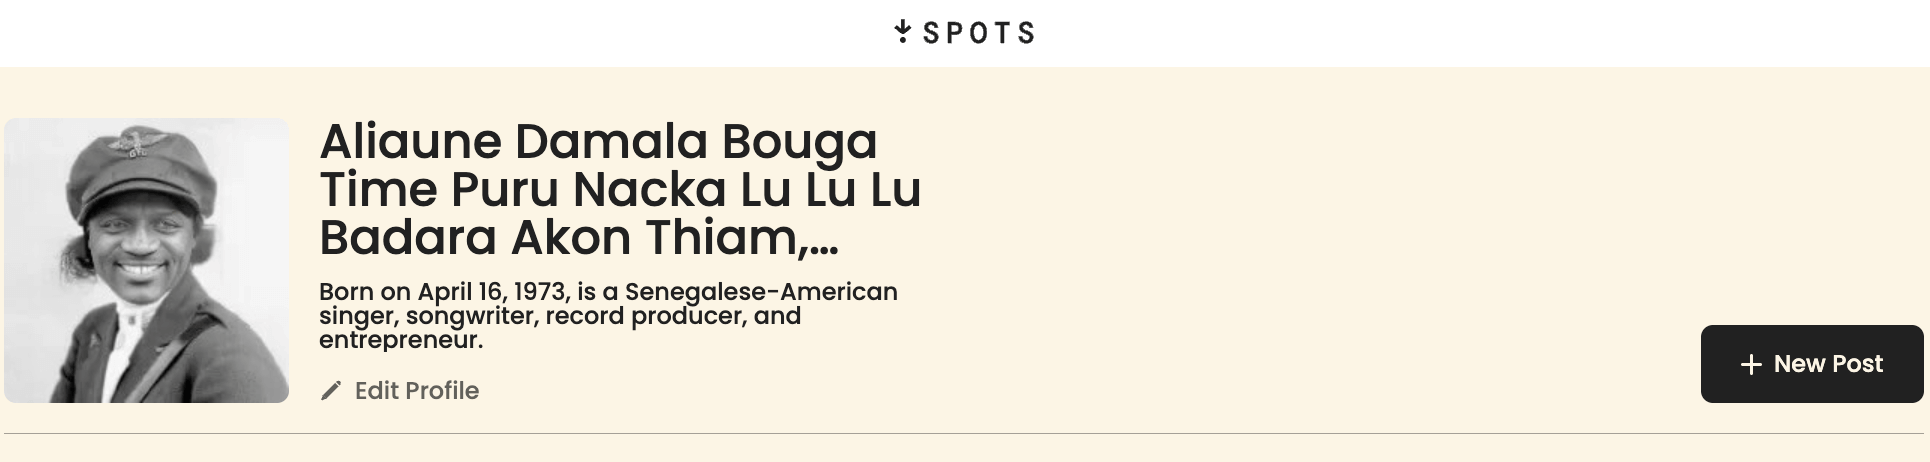 SPOTS
Aliaune Damala Bouga
Time Puru Nacka Lu Lu Lu
Badara Akon Thiam,...
Born on April 16, 1973, is a Senegalese-American
singer, songwriter, record producer, and
entrepreneur.
Edit Profile
+ New Post